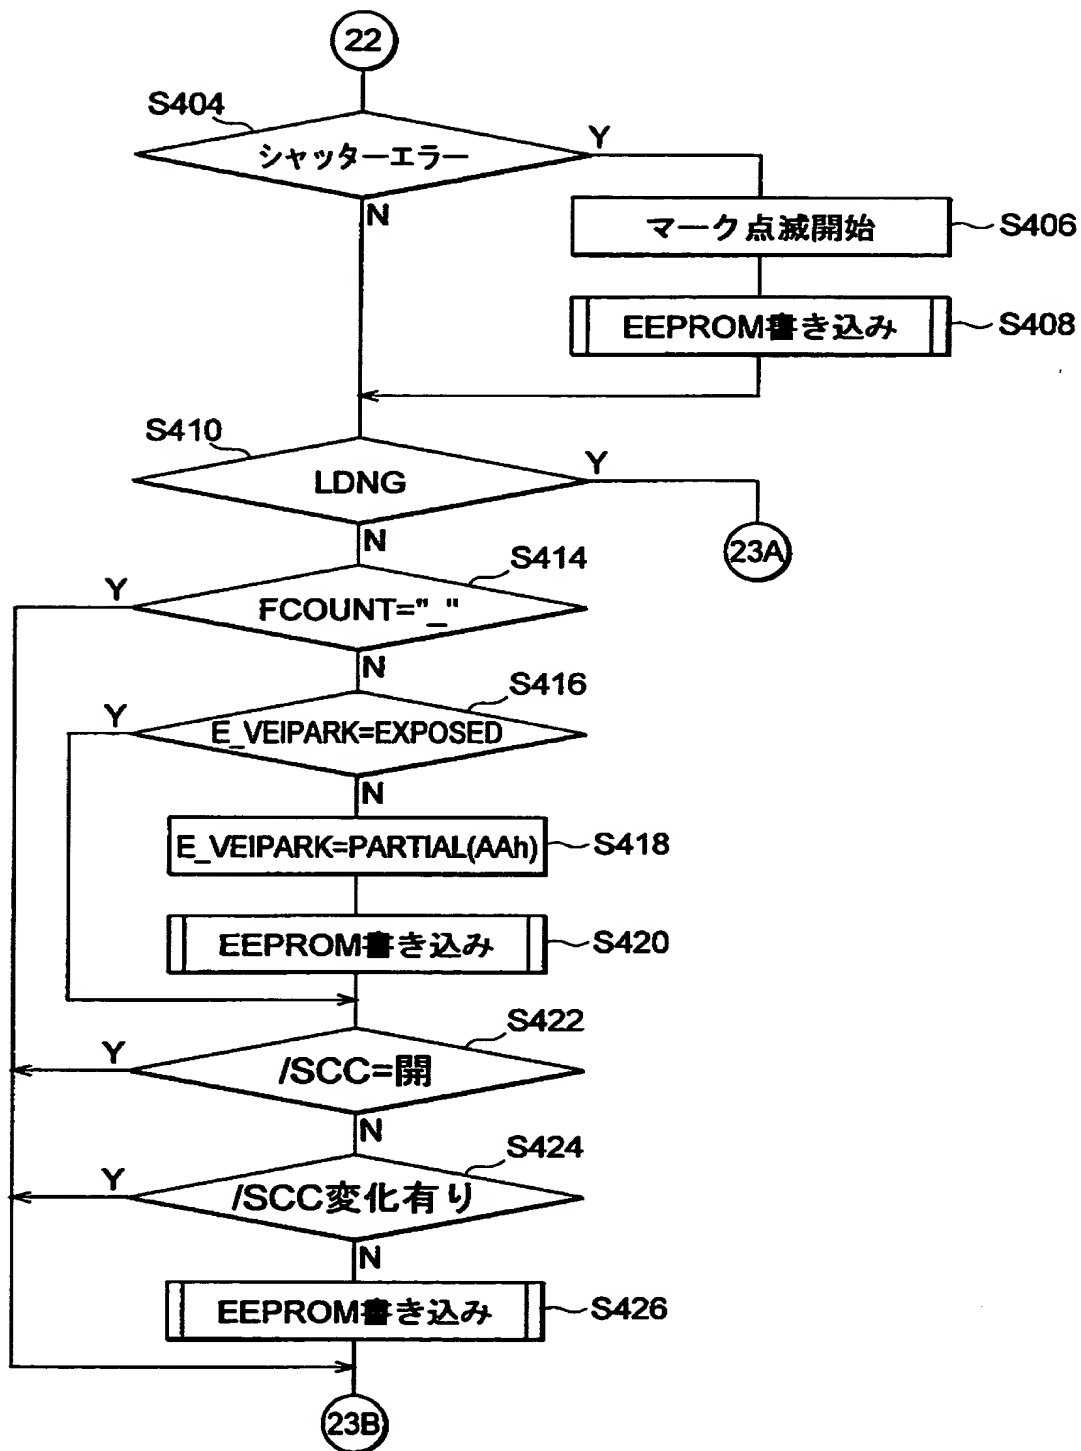 22
S404
シャッターエラー
Y
N
マーク点滅開始
S406
EEPROM書き込み
S408
S410
LDNG
Y
N
23A
S414
Y
FCOUNT="_"
N
S416
Y
E_VEIPARK=EXPOSED
N
E_VEIPARK=PARTIAL(AAh)
S418
EEPROM書き込み
S420
S422
Y
/SCC=開
N
S424
Y
/SCC変化有り
N
EEPROM書き込み
S426
23B